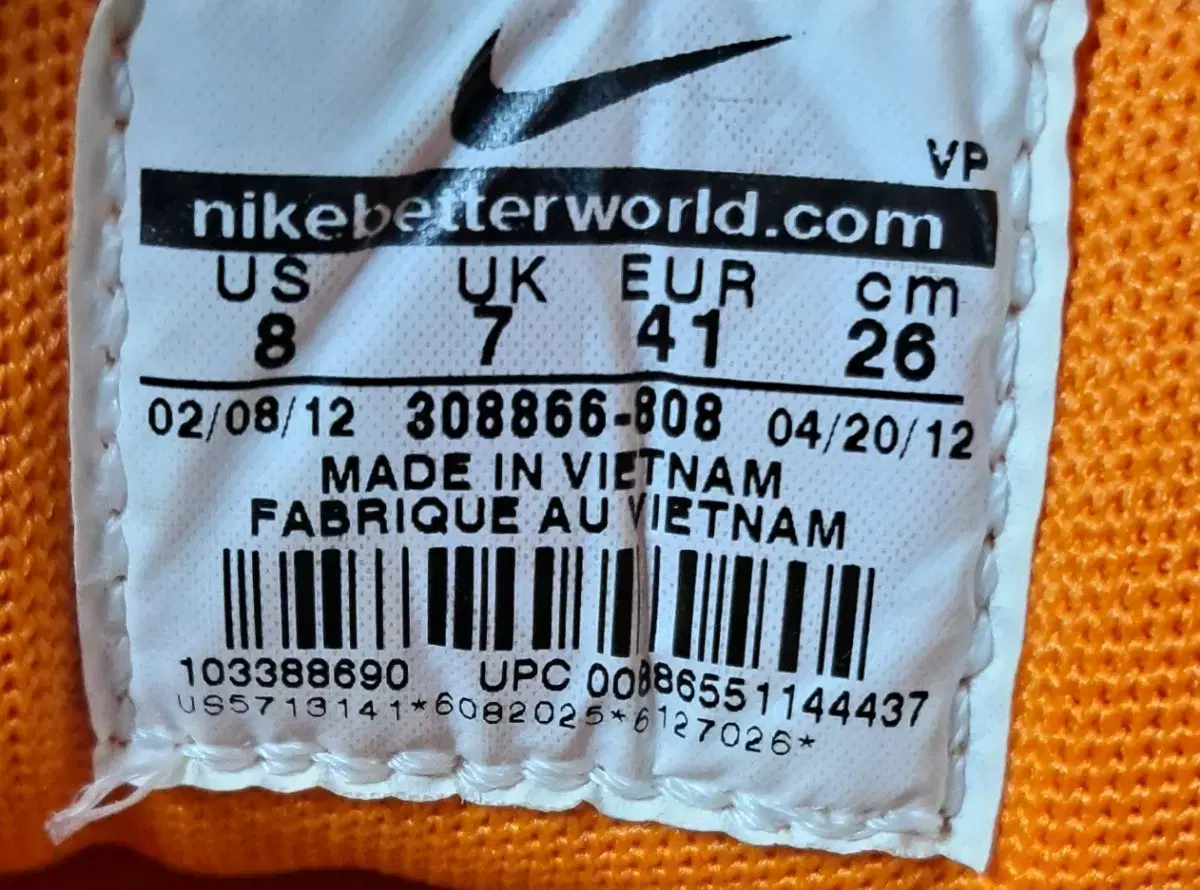 VP
nikebetterworld.com
US UK EUR cm
8 7 41 26
02/08/12 308866-808 04/20/12
MADE IN VIETNAM
FABRIQUE AU VIETNAM
103388690 UPC 00886551144437
US5713141*6082025*6127026*